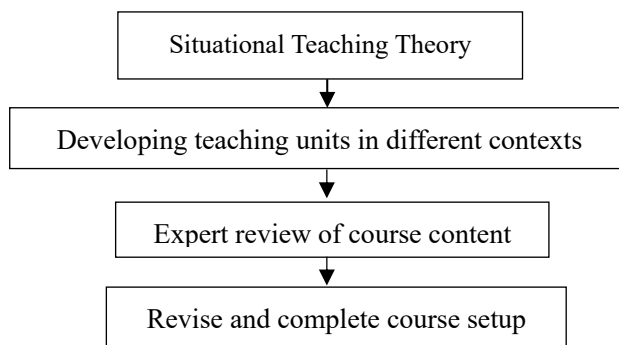 Situational Teaching Theory
Developing teaching units in different contexts
Expert review of course content
Revise and complete course setup